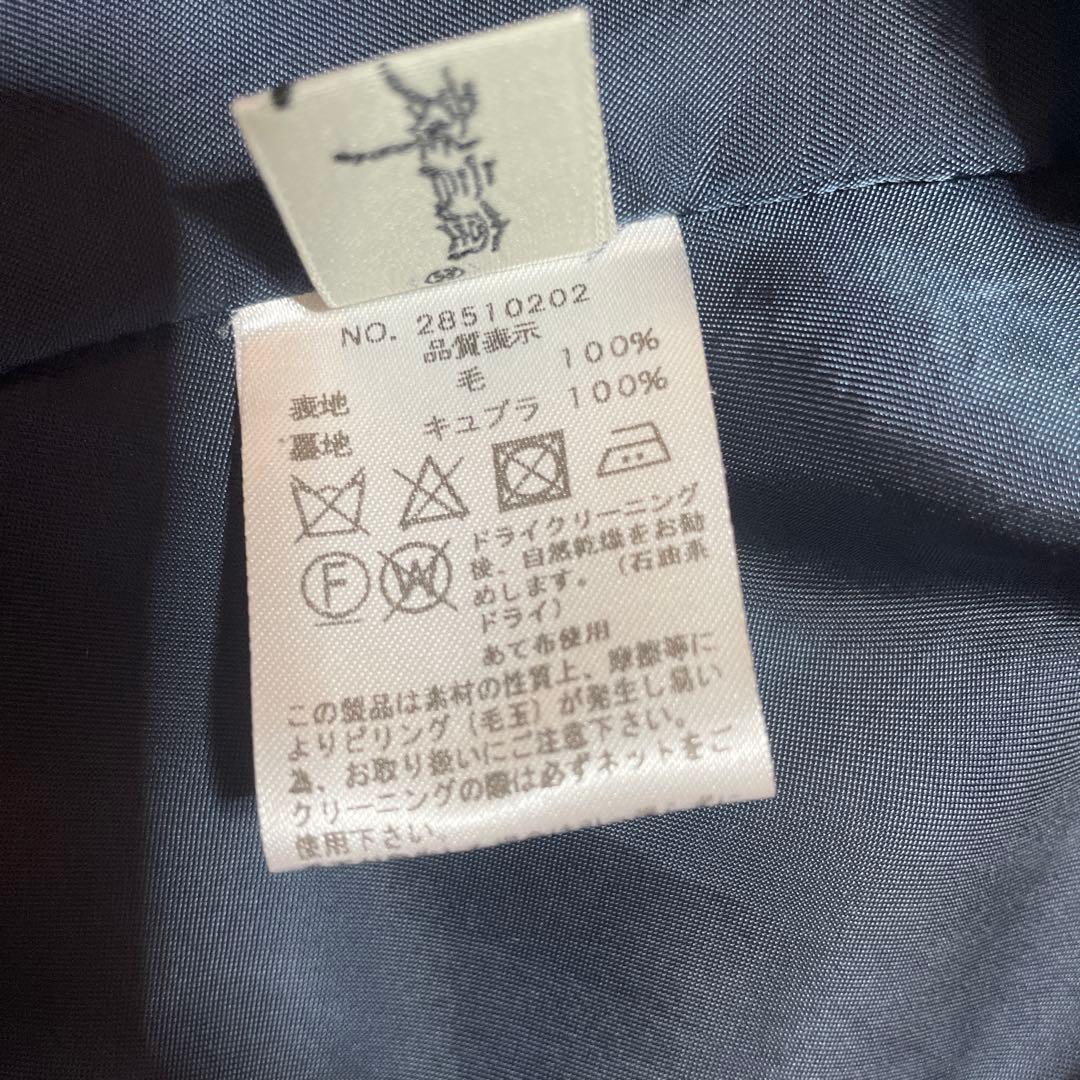 NO. 28510202
品質表示
表地 毛 100%
裏地 キュプラ 100%
F W
ドライクリーニング
後、自然乾燥をお勧
めします。(石油系
ドライ)
あて布使用
この製品は素材の性質上、摩擦等に
よりピリング(毛玉)が発生し易い
為、お取り扱いにご注意下さい。
クリーニングの際は必ずネットをご
使用下さい。